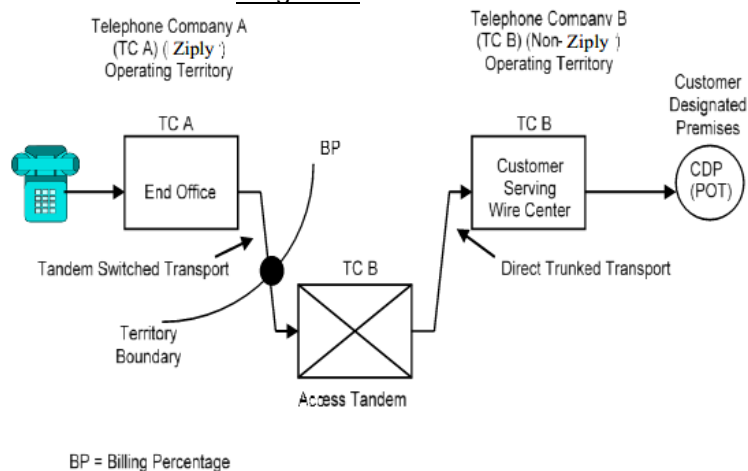 Telephone Company A
(TC A) ( Ziply )
Operating Territory
Telephone Company B
(TC B) (Non- Ziply )
Operating Territory
Customer
Designated
Premises
TC A
BP
TC B
End Office
Customer
Serving
Wire Center
CDP
(POT)
Tandem Switched Transport
TC B
Direct Trunked Transport
Territory
Boundary
Access Tandem
BP = Billing Percentage